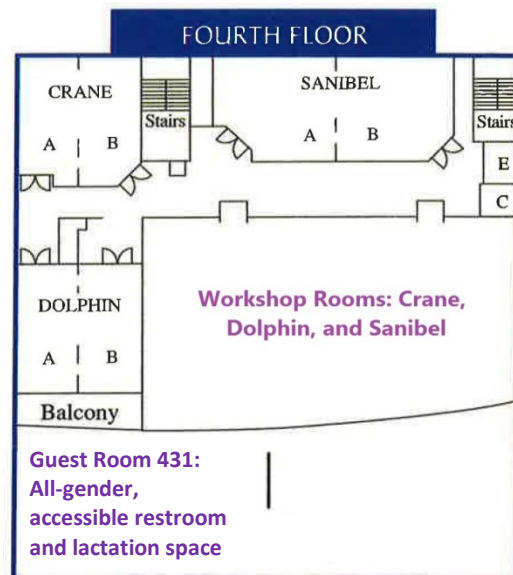 FOURTH FLOOR
CRANE
SANIBEL
Stairs
Stairs
A B
A B
E
C
DOLPHIN
Workshop Rooms: Crane,
Dolphin, and Sanibel
A B
Balcony
Guest Room 431:
All-gender,
accessible restroom
and lactation space